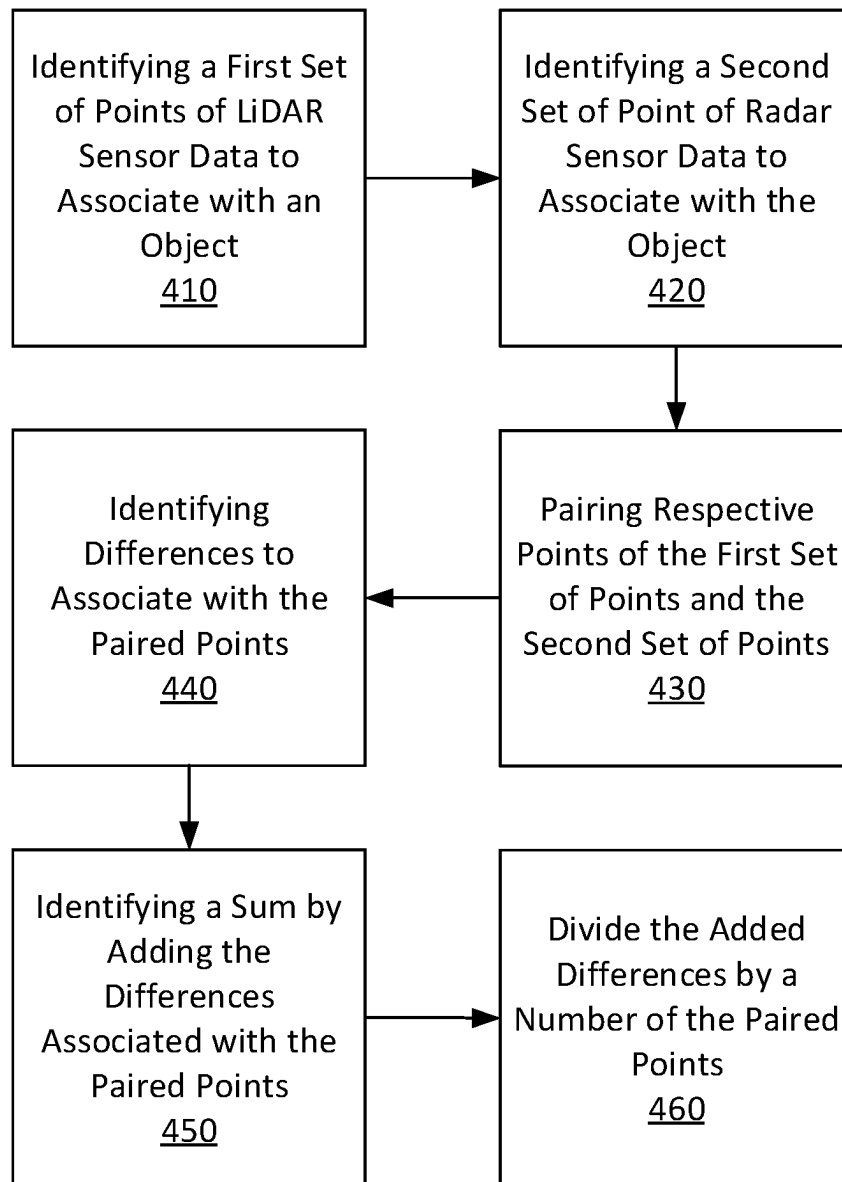 Identifying a First Set
of Points of LiDAR
Sensor Data to
Associate with an
Object
410
Identifying a Second
Set of Point of Radar
Sensor Data to
Associate with the
Object
420
Pairing Respective
Points of the First Set
of Points and the
Second Set of Points
430
Identifying
Differences to
Associate with the
Paired Points
440
Identifying a Sum by
Adding the
Differences
Associated with the
Paired Points
450
Divide the Added
Differences by a
Number of the Paired
Points
460